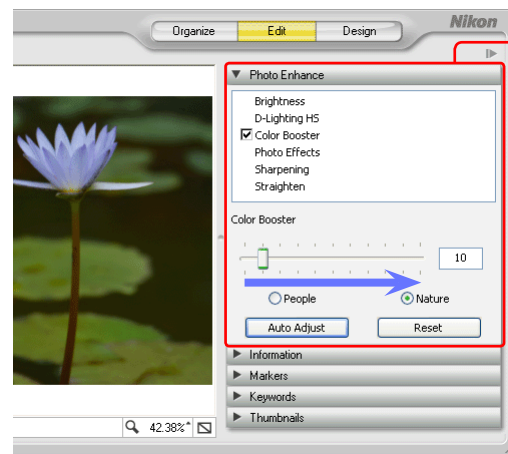 Nikon
Organize Edit Design
Photo Enhance
Brightness
D-Lighting HS
Color Booster
Photo Effects
Sharpening
Straighten
Color Booster
10
People Nature
Auto Adjust Reset
Information
Markers
Keywords
Thumbnails
42.38%*